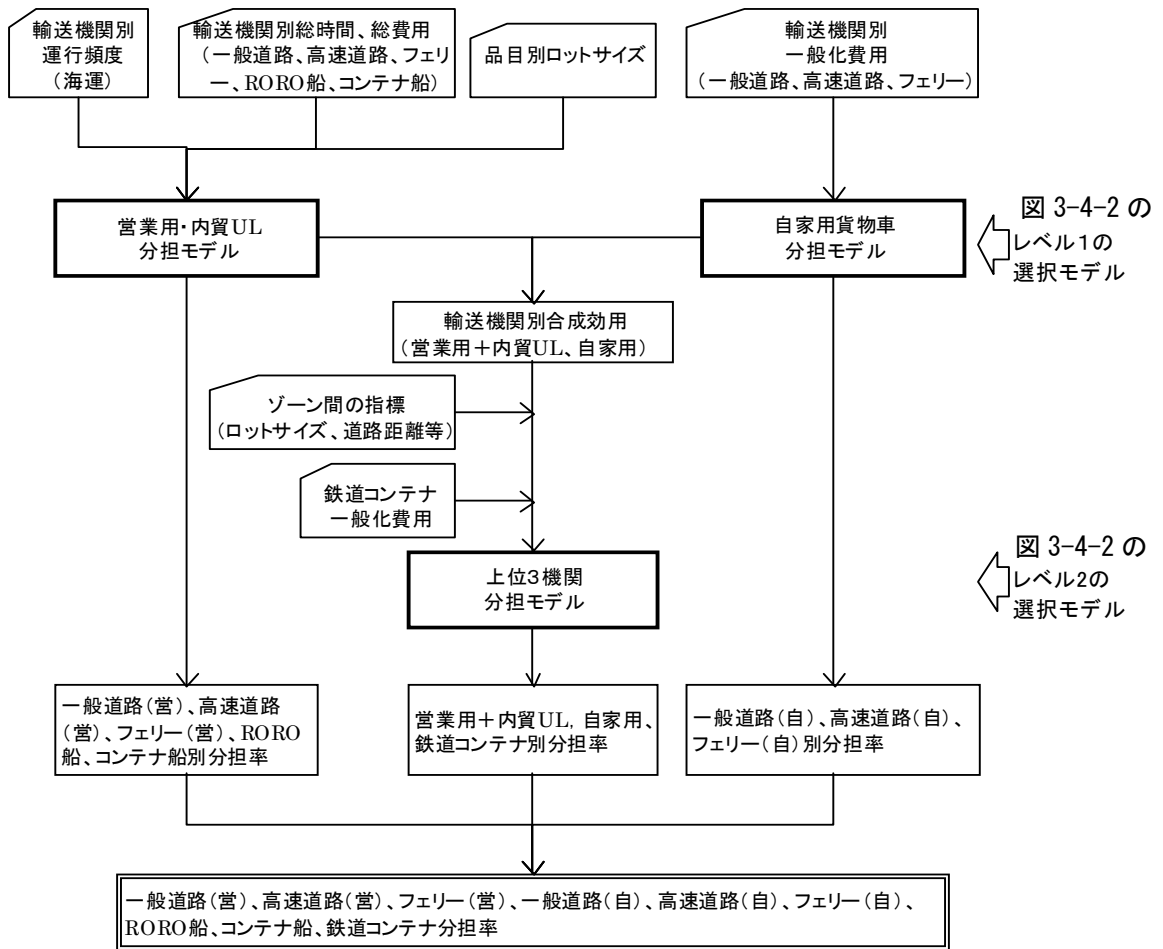 輸送機関別
運行頻度
(海運)
輸送機関別総時間、総費用
(一般道路、高速道路、フェリ
ー、RORO船、コンテナ船)
品目別ロットサイズ
輸送機関別
一般化費用
(一般道路、高速道路、フェリー)
営業用・内貿UL
分担モデル
自家用貨物車
分担モデル
図 3-4-2 の
レベル1の
選択モデル
輸送機関別合成効用
(営業用+内貿UL、自家用)
ゾーン間の指標
(ロットサイズ、道路距離等)
鉄道コンテナ
一般化費用
上位3機関
分担モデル
図 3-4-2 の
レベル2の
選択モデル
一般道路(営)、高速道路
(営)、フェリー(営)、RORO
船、コンテナ船別分担率
営業用+内貿UL, 自家用、
鉄道コンテナ別分担率
一般道路(自)、高速道路(自)、
フェリー(自)別分担率
一般道路(営)、高速道路(営)、フェリー(営)、一般道路(自)、高速道路(自)、フェリー(自)、
RORO船、コンテナ船、鉄道コンテナ分担率